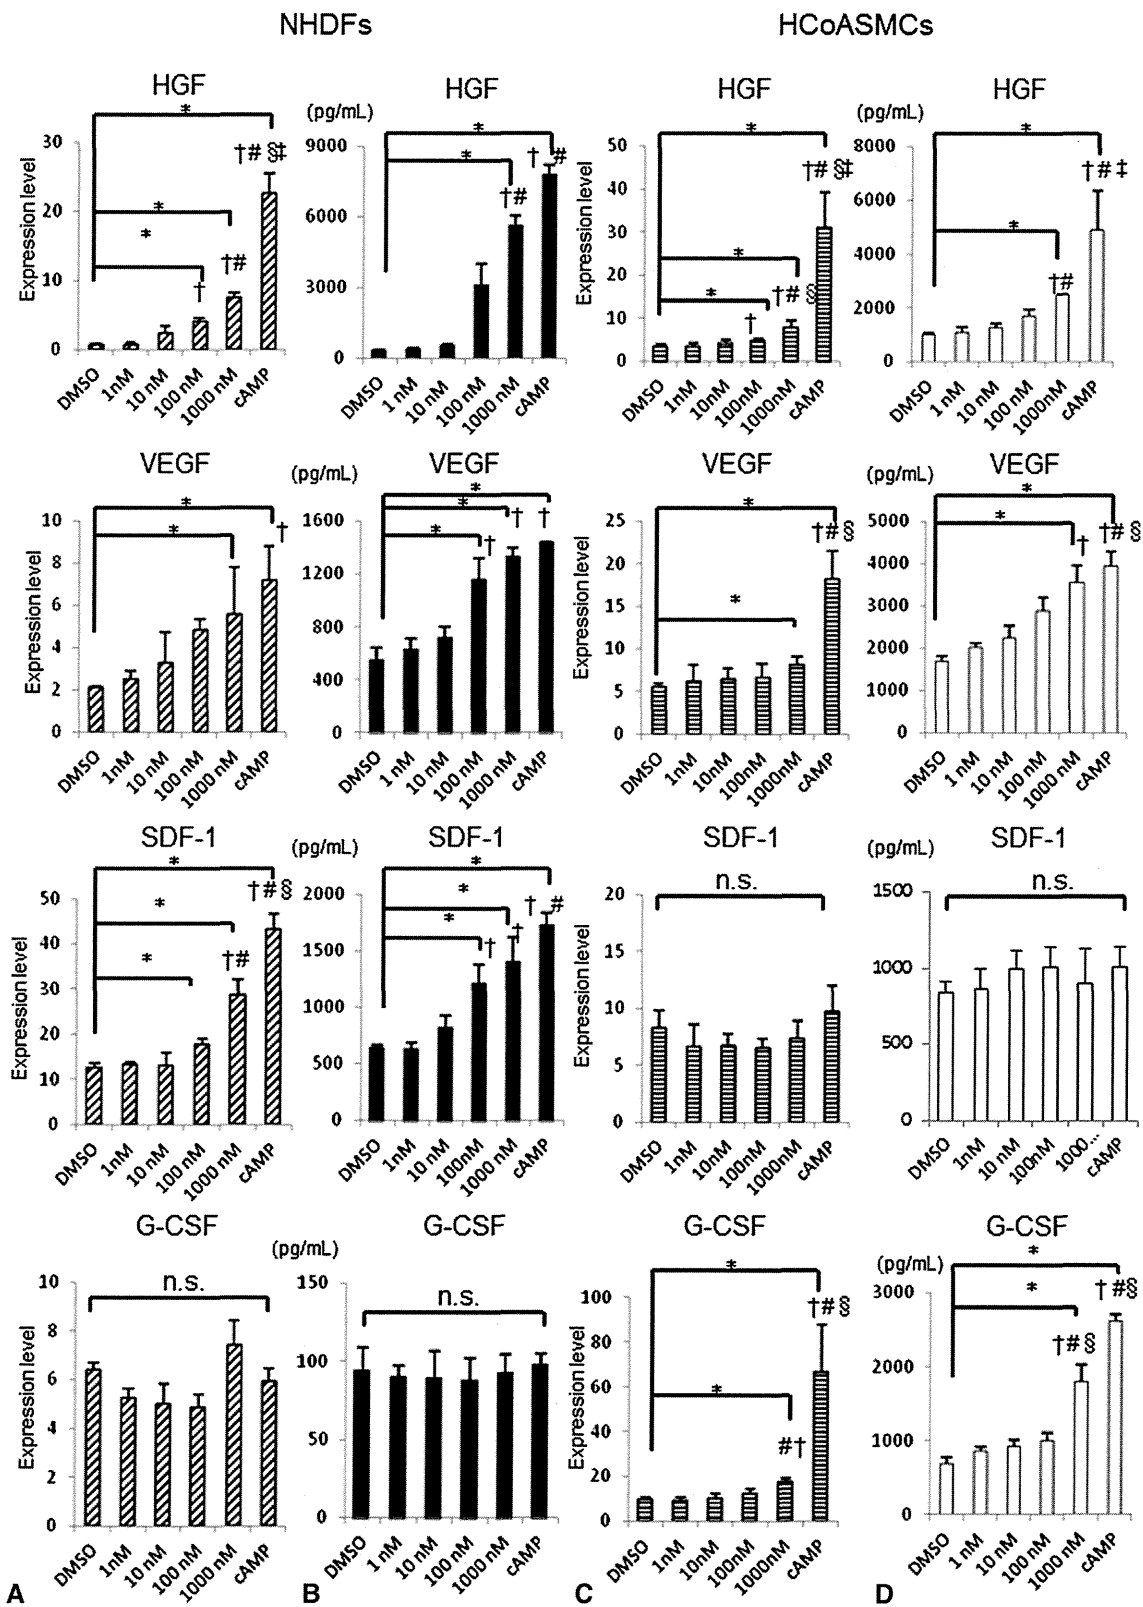 NHDFs HCoASMCs
HGF (pg/mL) HGF HGF (pg/mL) HGF
* * * *
†# §‡ † # †# §‡ †# ‡
* * * *
* †# * †# § †#
†# † †
†
Expression level
30
20
10
0
DMSO 1nM 10 nM 100 nM 1000 nM cAMP
9000
6000
3000
0
DMSO 1 nM 10 nM 100 nM 1000 nM cAMP
Expression level
50
40
30
20
10
0
DMSO 1nM 10nM 100nM 1000nM cAMP
8000
6000
4000
2000
0
DMSO 1 nM 10 nM 100 nM 1000nM cAMP
VEGF (pg/mL) VEGF VEGF (pg/mL) VEGF
* * * *
* * * *
† * †# § †# §
† † † †
Expression level
10
8
6
4
2
0
DMSO 1nM 10 nM 100 nM 1000 nM cAMP
1600
1200
800
400
0
DMSO 1 nM 10 nM 100 nM 1000 nM cAMP
Expression level
25
20
15
10
5
0
DMSO 1nM 10nM 100nM 1000nM cAMP
5000
4000
3000
2000
1000
0
DMSO 1 nM 10 nM 100 nM 1000 nM cAMP
SDF-1 (pg/mL) SDF-1 SDF-1 (pg/mL) SDF-1
* * n.s. n.s.
†# § † #
* *
* *
†# † †
Expression level
50
40
30
20
10
0
DMSO 1nM 10 nM 100 nM 1000 nM cAMP
2000
1500
1000
500
0
DMSO 1 nM 10 nM 100nM 1000 nM cAMP
Expression level
20
15
10
5
0
DMSO 1nM 10nM 100nM 1000nM cAMP
1500
1000
500
0
DMSO 1nM 10 nM 100nM 1000... cAMP
G-CSF (pg/mL) G-CSF G-CSF (pg/mL) G-CSF
n.s. n.s. * *
†# § † #§
* *
#† †# §
Expression level
10
8
6
4
2
0
DMSO 1nM 10 nM 100 nM 1000 nM cAMP
150
100
50
0
DMSO 1 nM 10 nM 100 nM 1000 nM cAMP
Expression level
100
80
60
40
20
0
DMSO 1nM 10nM 100nM 1000nM cAMP
3000
2000
1000
0
DMSO 1 nM 10 nM 100 nM 1000 nM cAMP
A B C D